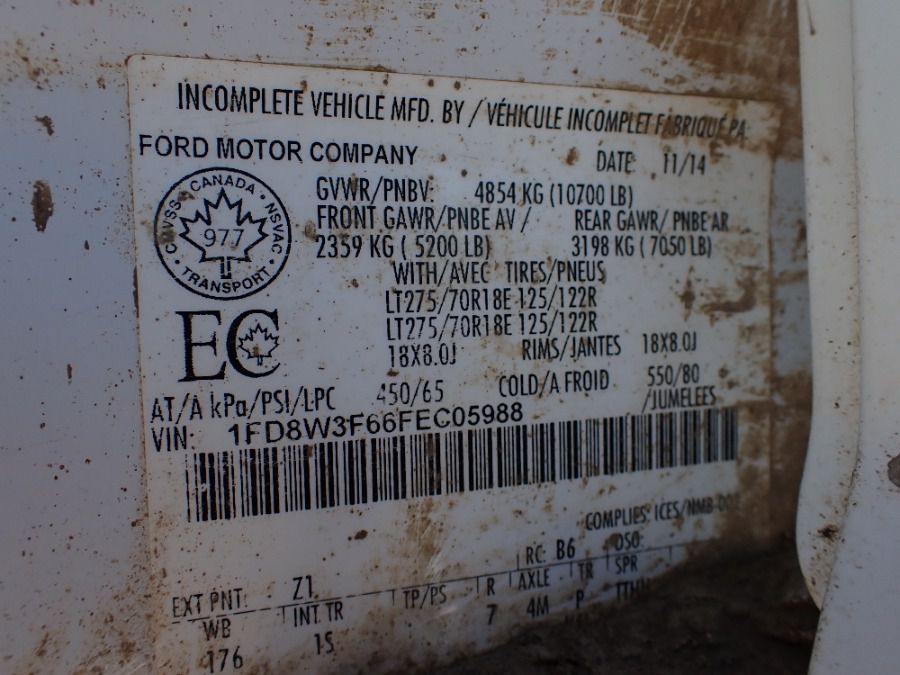 INCOMPLETE VEHICLE MFD. BY / VÉHICULE INCOMPLET FABRIQUÉ PA
FORD MOTOR COMPANY DATE: 11/14
GVWR/PNBV: 4854 KG (10700 LB)
FRONT GAWR/PNBE AV / REAR GAWR/ PNBE AR
2359 KG ( 5200 LB) 3198 KG ( 7050 LB)
CANADA
CMVSS · NSVAC
977
TRANSPORT
WITH/AVEC TIRES/PNEUS
LT275/70R18E 125/122R
LT275/70R18E 125/122R
EC
18X8.0J RIMS/JANTES 18X8.0J
AT/A kPa/PSI/LPC 450/65 COLD/A FROID 550/80
/JUMELEES
VIN: 1FD8W3F66FEC05988
COMPLIES: ICES/NMB-00
RC: B6 DSO:
EXT PNT: Z1
WB INT TR TP/PS R AXLE TR SPR
176 1S 7 4M P